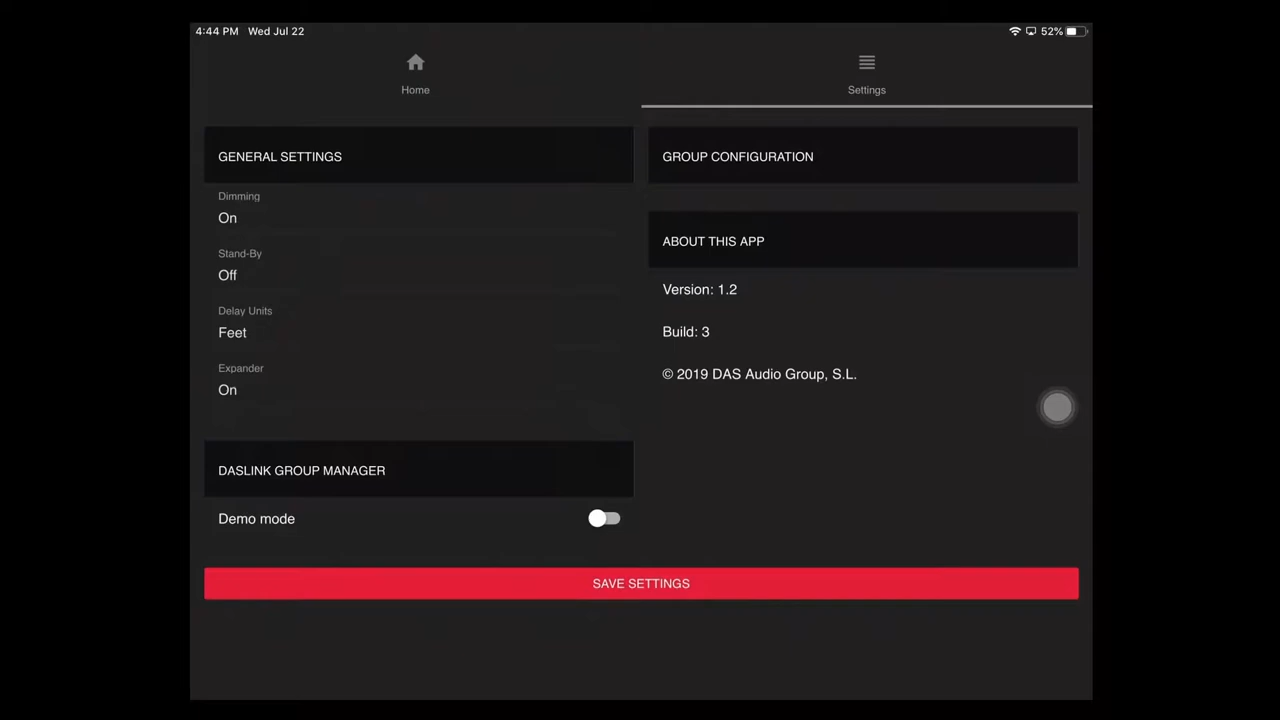 4:44 PM Wed Jul 22
52%
Home
Settings
GENERAL SETTINGS
Dimming
On
Stand-By
Off
Delay Units
Feet
Expander
On
DASLINK GROUP MANAGER
Demo mode
GROUP CONFIGURATION
ABOUT THIS APP
Version: 1.2
Build: 3
© 2019 DAS Audio Group, S.L.
SAVE SETTINGS